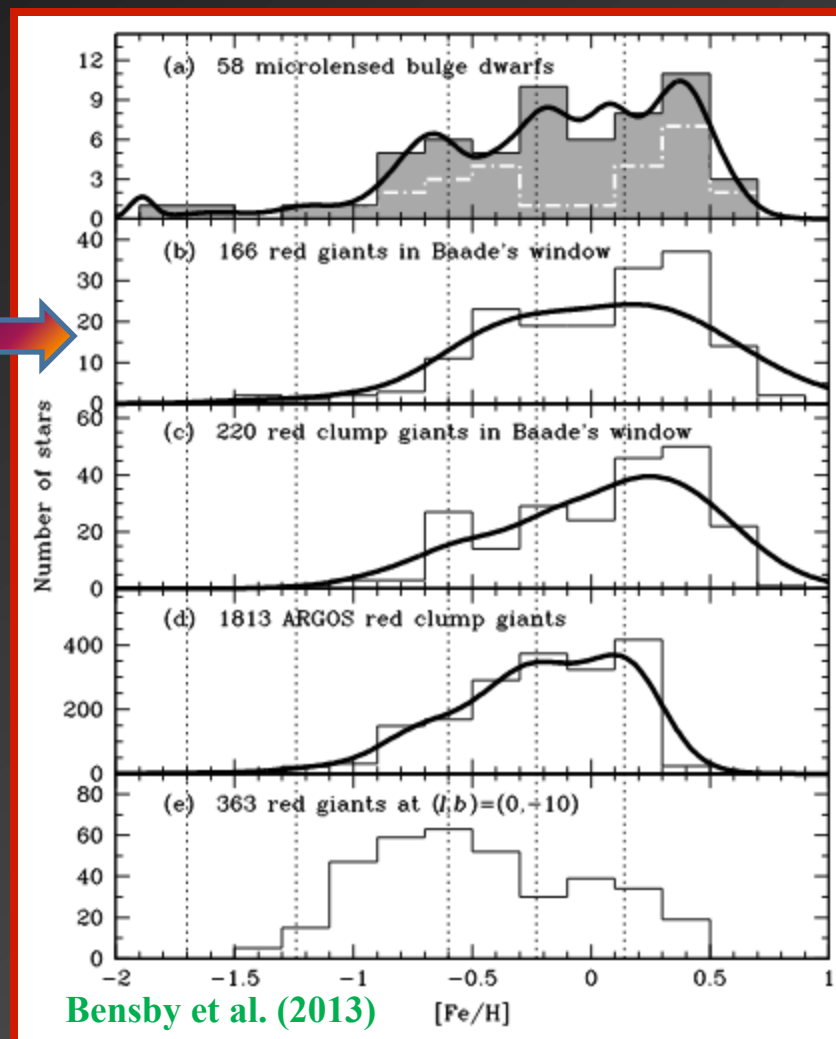 (a) 58 microlensed bulge dwarfs
12
9
6
3
0
(b) 166 red giants in Baade's window
40
30
20
10
0
(c) 220 red clump giants in Baade's window
60
40
20
0
(d) 1813 ARGOS red clump giants
400
200
0
(e) 363 red giants at (l,b)=(0,−10)
80
60
40
20
0
Number of stars
-2 -1.5 -1 -0.5 0 0.5 1
[Fe/H]
Bensby et al. (2013)